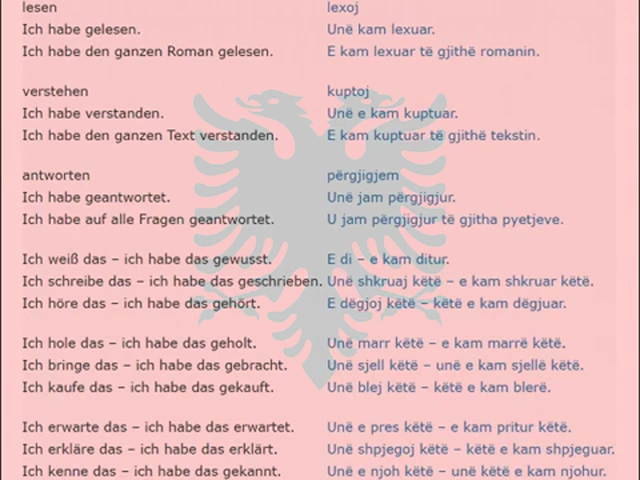 lesen lexoj
Ich habe gelesen. Unë kam lexuar.
Ich habe den ganzen Roman gelesen. E kam lexuar të gjithë romanin.
verstehen kuptoj
Ich habe verstanden. Unë e kam kuptuar.
Ich habe den ganzen Text verstanden. E kam kuptuar të gjithë tekstin.
antworten përgjigjem
Ich habe geantwortet. Unë jam përgjigjur.
Ich habe auf alle Fragen geantwortet. U jam përgjigjur të gjitha pyetjeve.
Ich weiß das – ich habe das gewusst. E di – e kam ditur.
Ich schreibe das – ich habe das geschrieben. Unë shkruaj këtë – e kam shkruar këtë.
Ich höre das – ich habe das gehört. E dëgjoj këtë – këtë e kam dëgjuar.
Ich hole das – ich habe das geholt. Unë marr këtë – e kam marrë këtë.
Ich bringe das – ich habe das gebracht. Unë sjell këtë – unë e kam sjellë këtë.
Ich kaufe das – ich habe das gekauft. Unë blej këtë – këtë e kam blerë.
Ich erwarte das – ich habe das erwartet. Unë e pres këtë – e kam pritur këtë.
Ich erkläre das – ich habe das erklärt. Unë shpjegoj këtë – këtë e kam shpjeguar.
Ich kenne das – ich habe das gekannt. Unë e njoh këtë – unë këtë e kam njohur.